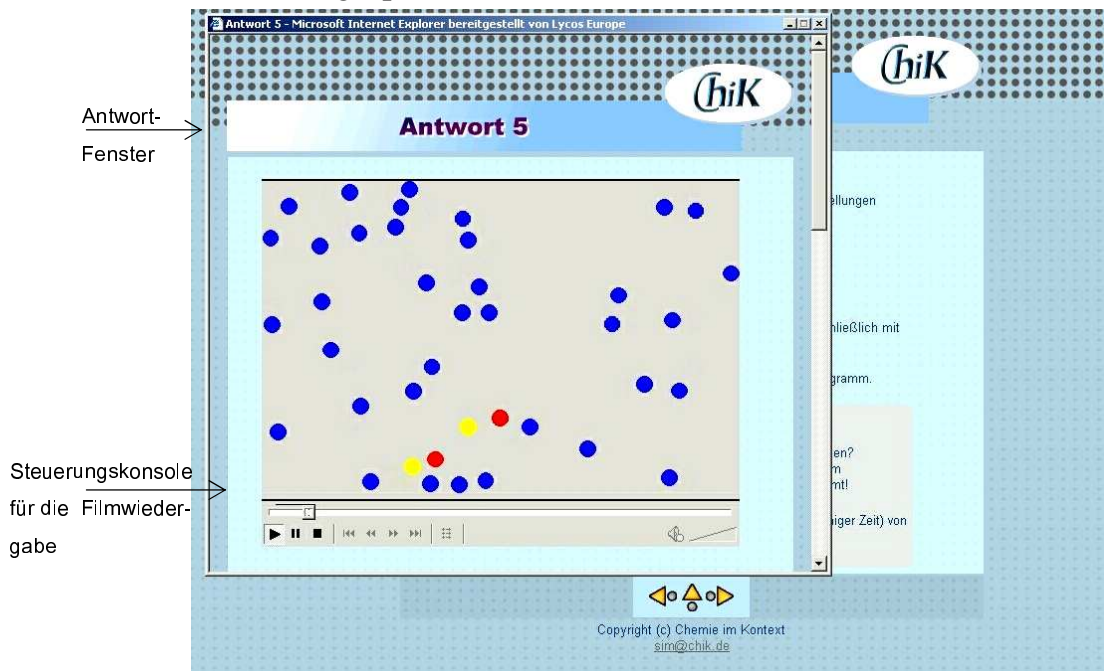 Antwort 5 - Microsoft Internet Explorer bereitgestellt von Lycos Europe
ChiK
ChiK
Antwort-
Fenster
Antwort 5
ellungen
hließlich mit
gramm.
en?
m
mt!
iger Zeit) von
Steuerungskonsole
für die Filmwieder-
gabe
Copyright (c) Chemie im Kontext
sim@chik.de